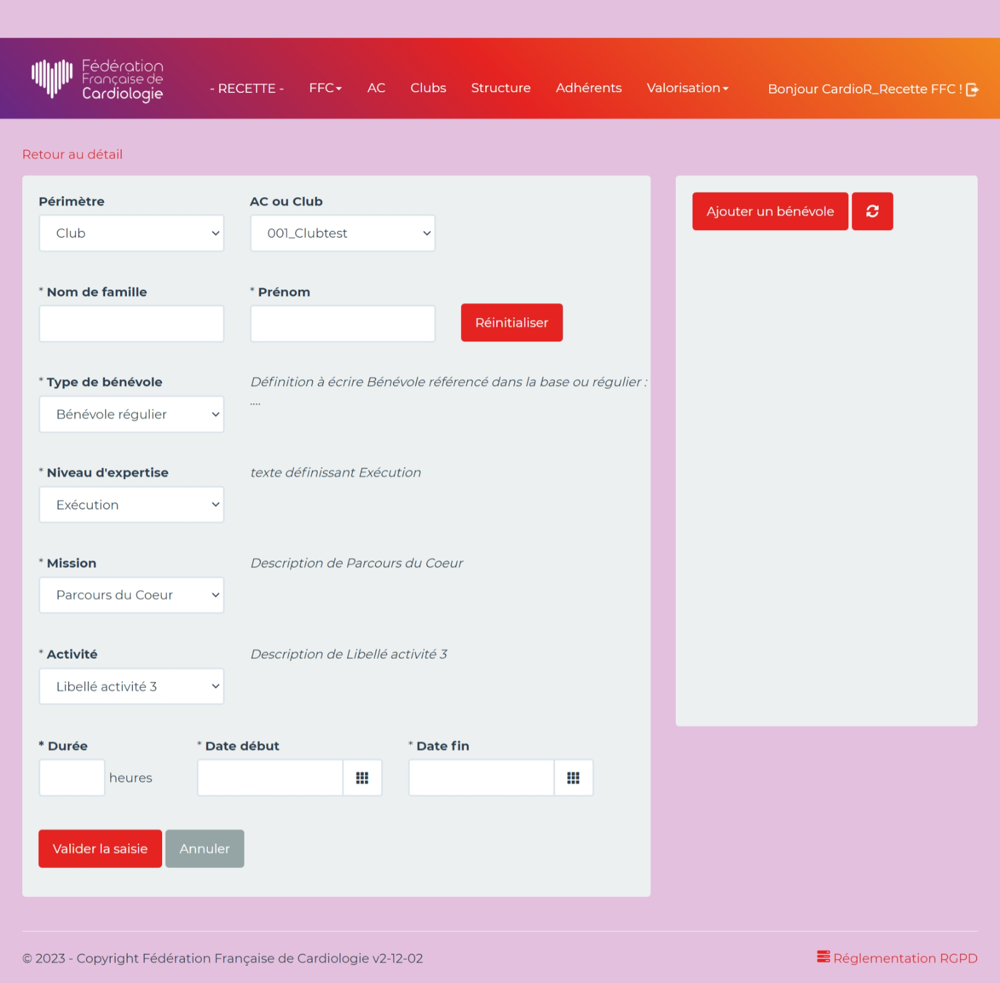 Fédération
Française de
Cardiologie
- RECETTE - FFC AC Clubs Structure Adhérents Valorisation Bonjour CardioR_Recette FFC !
Retour au détail
Périmètre AC ou Club
Club 001_Clubtest
Ajouter un bénévole
* Nom de famille * Prénom
Réinitialiser
* Type de bénévole Définition à écrire Bénévole référencé dans la base ou régulier :
....
Bénévole régulier
* Niveau d'expertise texte définissant Exécution
Exécution
* Mission Description de Parcours du Coeur
Parcours du Coeur
* Activité Description de Libellé activité 3
Libellé activité 3
* Durée * Date début * Date fin
heures
Valider la saisie Annuler
© 2023 - Copyright Fédération Française de Cardiologie v2-12-02 Réglementation RGPD